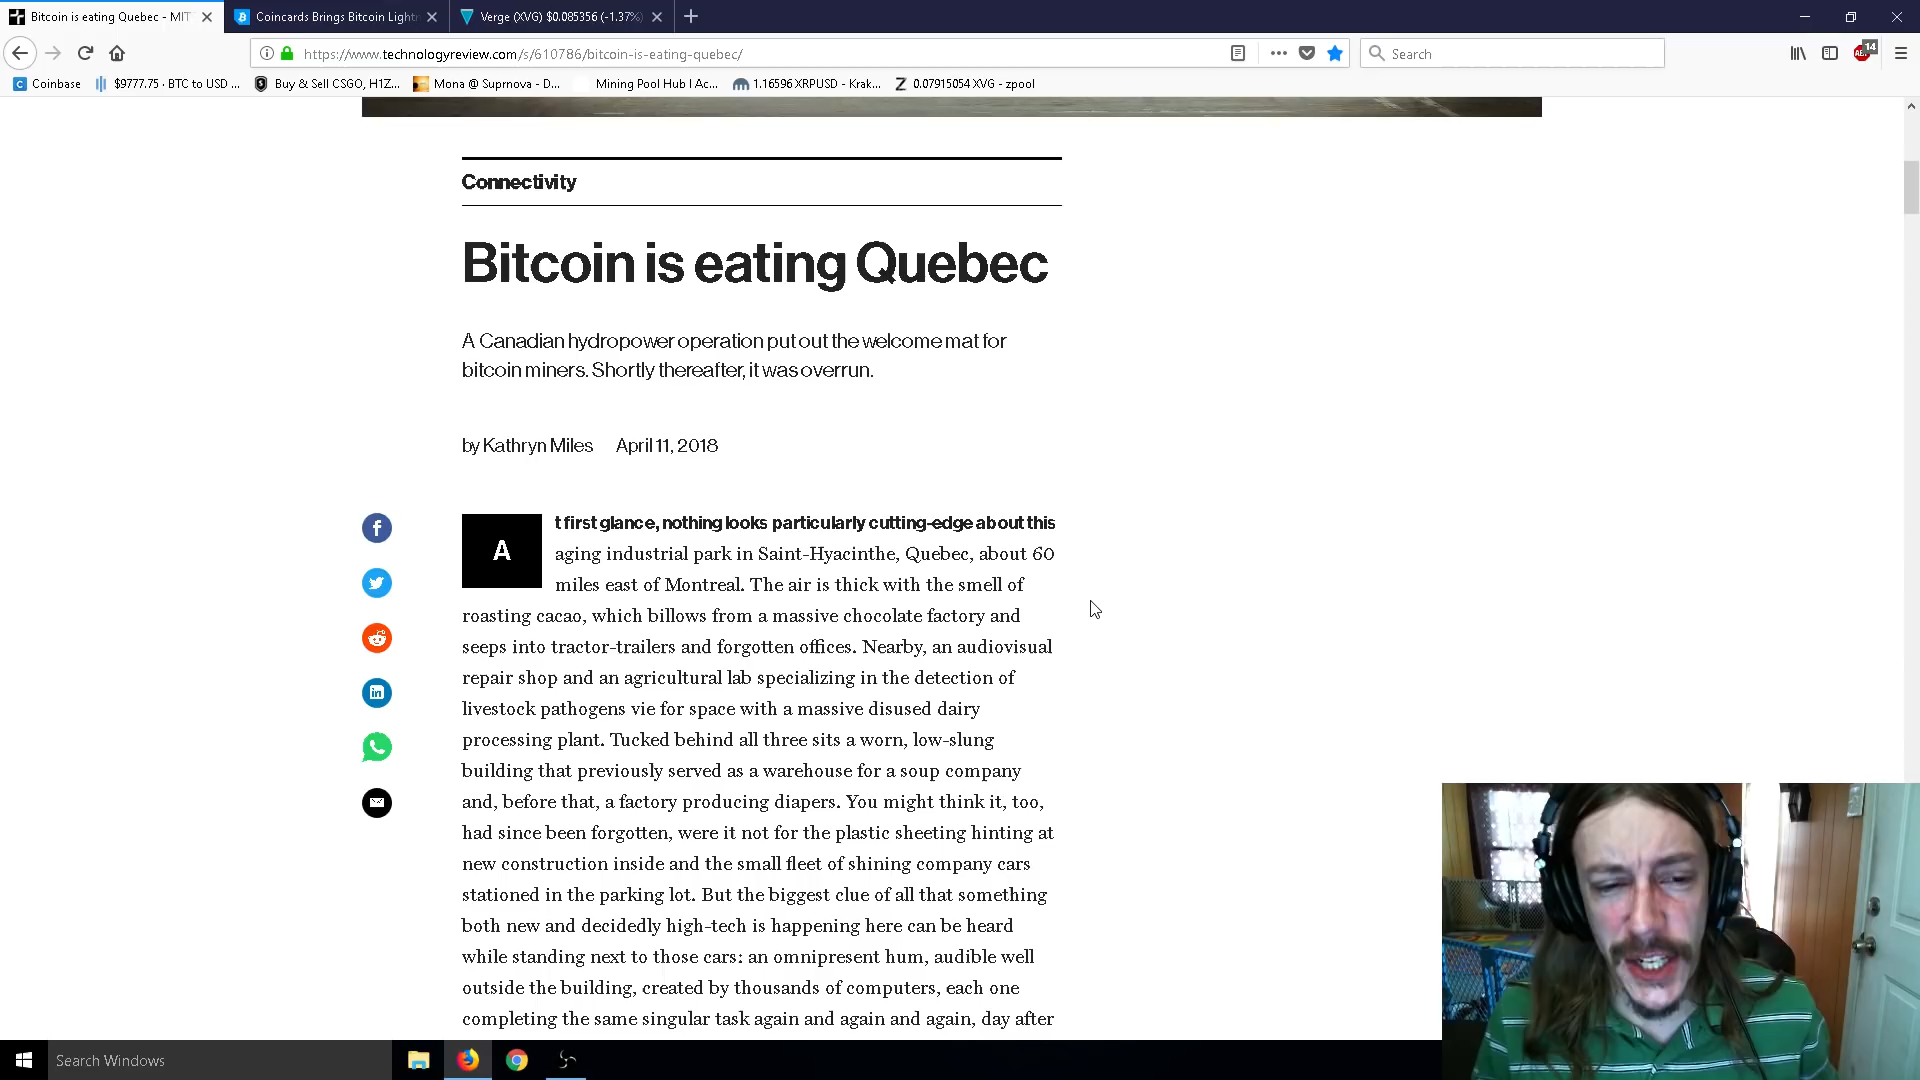 Bitcoin is eating Quebec - MIT
Coincards Brings Bitcoin Lightn
Verge (XVG) $0.085356 (-1.37%)
https://www.technologyreview.com/s/610786/bitcoin-is-eating-quebec/
Search
14
Coinbase
$9777.75 · BTC to USD ...
Buy & Sell CSGO, H1Z...
Mona @ Suprnova - D...
Mining Pool Hub | Ac...
1.16596 XRPUSD - Krak...
0.07915054 XVG - zpool
Connectivity
Bitcoin is eating Quebec
A Canadian hydropower operation put out the welcome mat for
bitcoin miners. Shortly thereafter, it was overrun.
by Kathryn Miles April 11, 2018
At first glance, nothing looks particularly cutting-edge about this
aging industrial park in Saint-Hyacinthe, Quebec, about 60
miles east of Montreal. The air is thick with the smell of
roasting cacao, which billows from a massive chocolate factory and
seeps into tractor-trailers and forgotten offices. Nearby, an audiovisual
repair shop and an agricultural lab specializing in the detection of
livestock pathogens vie for space with a massive disused dairy
processing plant. Tucked behind all three sits a worn, low-slung
building that previously served as a warehouse for a soup company
and, before that, a factory producing diapers. You might think it, too,
had since been forgotten, were it not for the plastic sheeting hinting at
new construction inside and the small fleet of shining company cars
stationed in the parking lot. But the biggest clue of all that something
both new and decidedly high-tech is happening here can be heard
while standing next to those cars: an omnipresent hum, audible well
outside the building, created by thousands of computers, each one
completing the same singular task again and again and again, day after
Search Windows